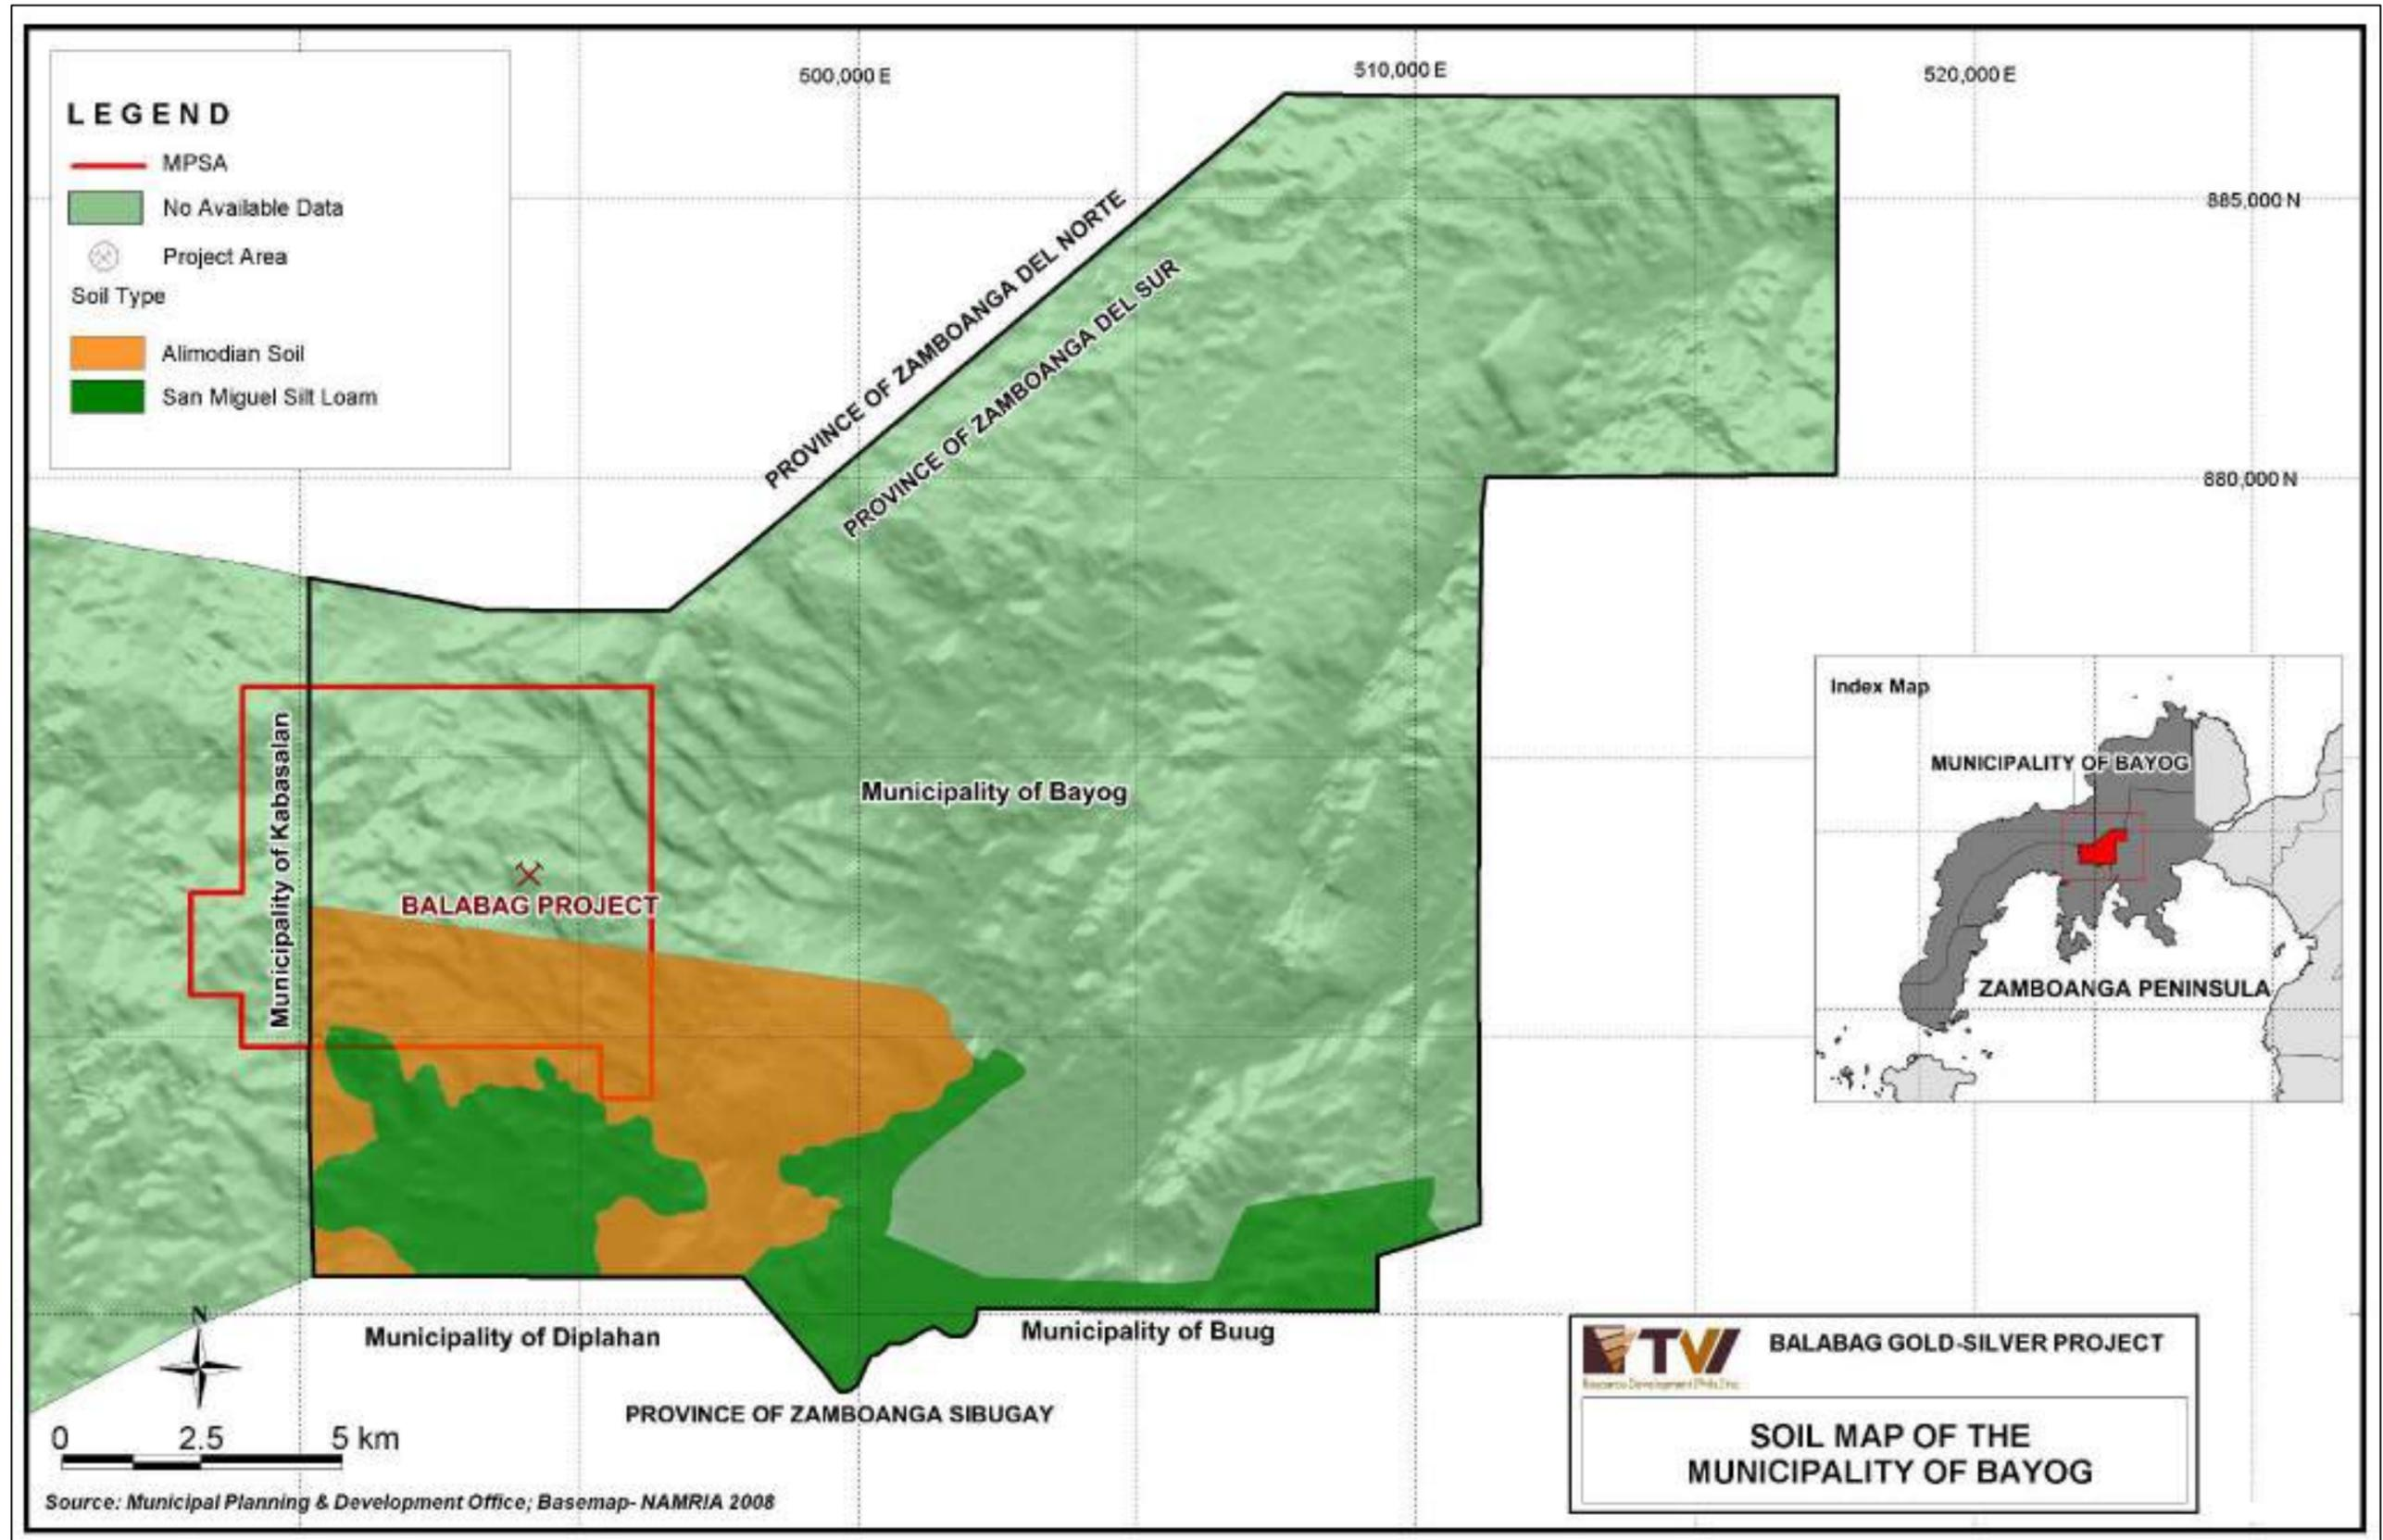 500,000 E
510,000 E
520,000 E
LEGEND
MPSA
No Available Data
Project Area
Soil Type
Alimodian Soil
San Miguel Silt Loam
885,000 N
880,000 N
PROVINCE OF ZAMBOANGA DEL NORTE
PROVINCE OF ZAMBOANGA DEL SUR
Municipality of Kabasalan
Municipality of Bayog
BALABAG PROJECT
Index Map
MUNICIPALITY OF BAYOG
ZAMBOANGA PENINSULA
N
Municipality of Diplahan
Municipality of Buug
PROVINCE OF ZAMBOANGA SIBUGAY
0 2.5 5 km
Source: Municipal Planning & Development Office; Basemap- NAMRIA 2008
TVI
Resource Development (Phils.) Inc.
BALABAG GOLD-SILVER PROJECT
SOIL MAP OF THE
MUNICIPALITY OF BAYOG